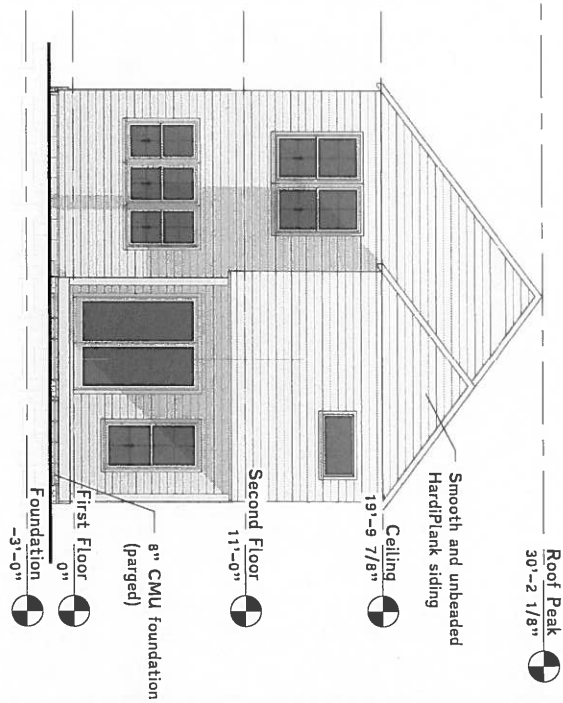 Roof Peak
30'-2 1/8"
Smooth and unbeaded
HardiPlank siding
Ceiling
19'-9 7/8"
Second Floor
11'-0"
8" CMU foundation
(parged)
First Floor
0"
Foundation
-3'-0"